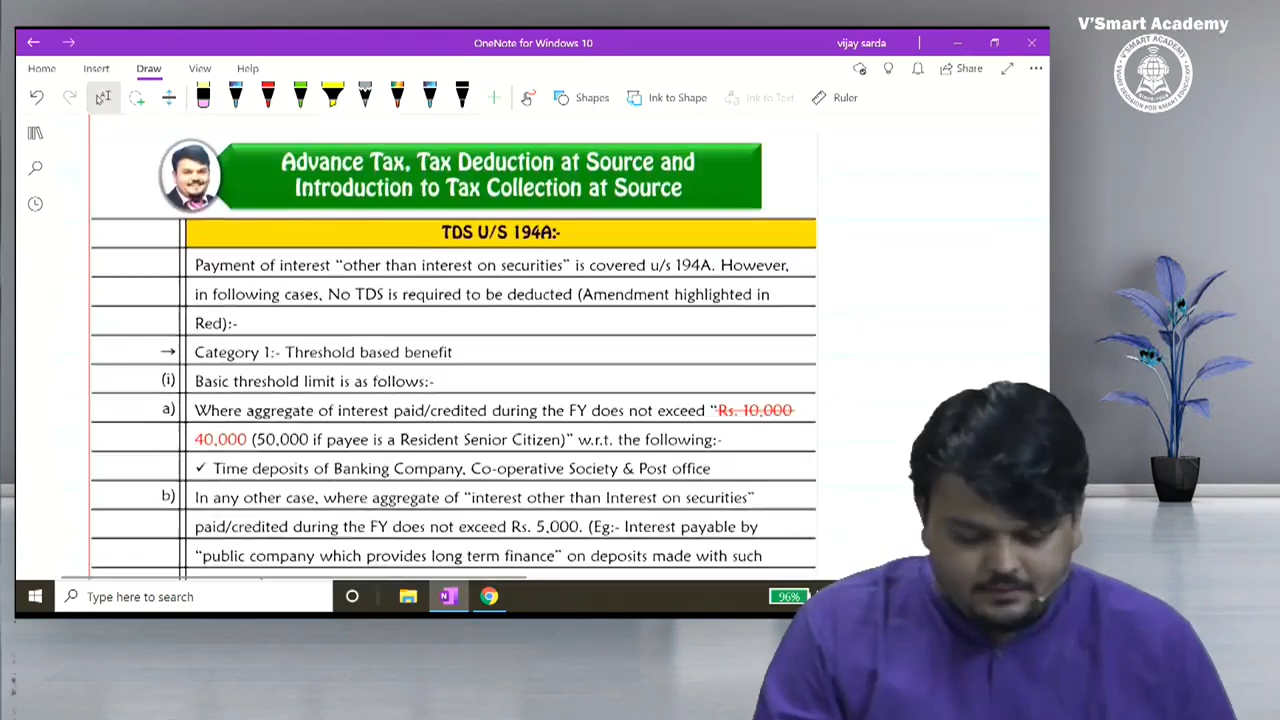 V'Smart Academy
OneNote for Windows 10
vijay sarda
Home Insert Draw View Help
Share
Shapes Ink to Shape Ink to Text Ruler
Advance Tax, Tax Deduction at Source and
Introduction to Tax Collection at Source
TDS U/S 194A:-
Payment of interest “other than interest on securities” is covered u/s 194A. However,
in following cases, No TDS is required to be deducted (Amendment highlighted in
Red):-
→ Category 1:- Threshold based benefit
(i) Basic threshold limit is as follows:-
a) Where aggregate of interest paid/credited during the FY does not exceed “Rs. 10,000
40,000 (50,000 if payee is a Resident Senior Citizen)” w.r.t. the following:-
✓ Time deposits of Banking Company, Co-operative Society & Post office
b) In any other case, where aggregate of “interest other than Interest on securities”
paid/credited during the FY does not exceed Rs. 5,000. (Eg:- Interest payable by
“public company which provides long term finance” on deposits made with such
Type here to search
96%